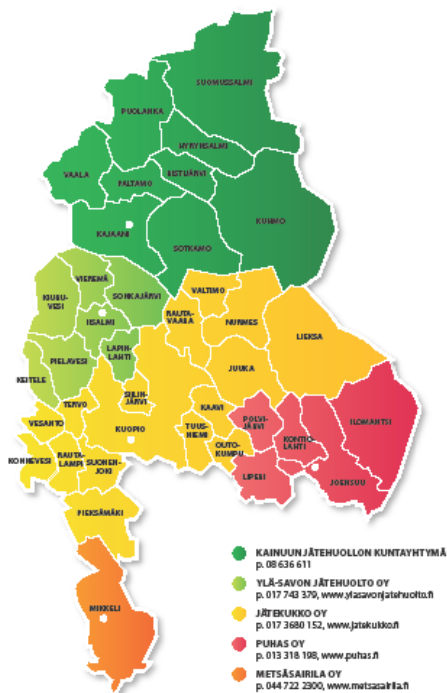 SUOMUSSALMI
PUOLANKA
HYRYNSALMI
VAALA
PALTAMO
RISTIJÄRVI
KAJAANI
SOTKAMO
KUHMO
VIEREMÄ
KIURU-
VESI
SONKAJÄRVI
IISALMI
VALTIMO
RAUTA-
VAARA
NURMES
LIEKSA
LAPIN-
LAHTI
PIELAVESI
KEITELE
JUUKA
TERVO
SIILIN-
JÄRVI
KAAVI
ILOMANTSI
VESANTO
KUOPIO
TUUS-
NIEMI
POLVI-
JÄRVI
KONTIO-
LAHTI
OUTO-
KUMPU
KONNEVESI
RAUTA-
LAMPI
SUONEN-
JOKI
LIPERI
JOENSUU
PIEKSÄMÄKI
MIKKELI
KAINUUN JÄTEHUOLLON KUNTAYHTYMÄ
p. 08 636 611
YLÄ-SAVON JÄTEHUOLTO OY
p. 017 743 379, www.ylasavonjatehuolto.fi
JÄTEKUKKO OY
p. 017 3680 152, www.jatekukko.fi
PUHAS OY
p. 013 318 198, www.puhas.fi
METSÄSAIRILA OY
p. 044 722 2300, www.metsasairila.fi